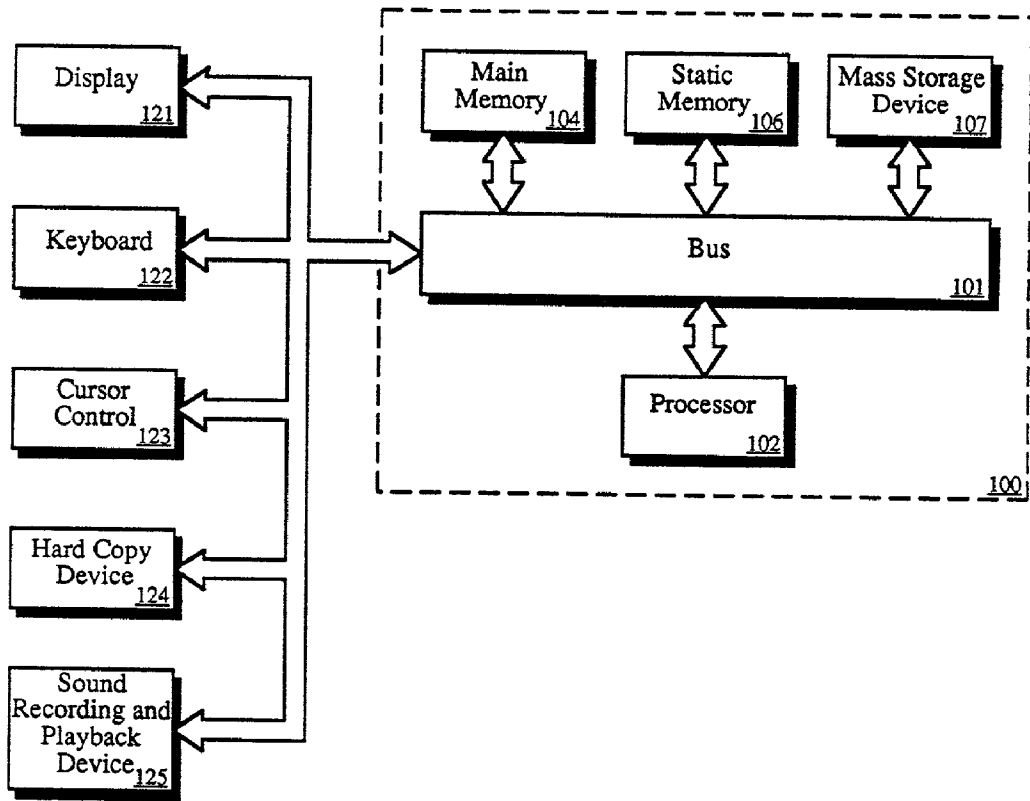 Display
121
Keyboard
122
Cursor
Control
123
Hard Copy
Device
124
Sound
Recording and
Playback
Device
125
Main
Memory
104
Static
Memory
106
Mass Storage
Device
107
Bus
101
Processor
102
100